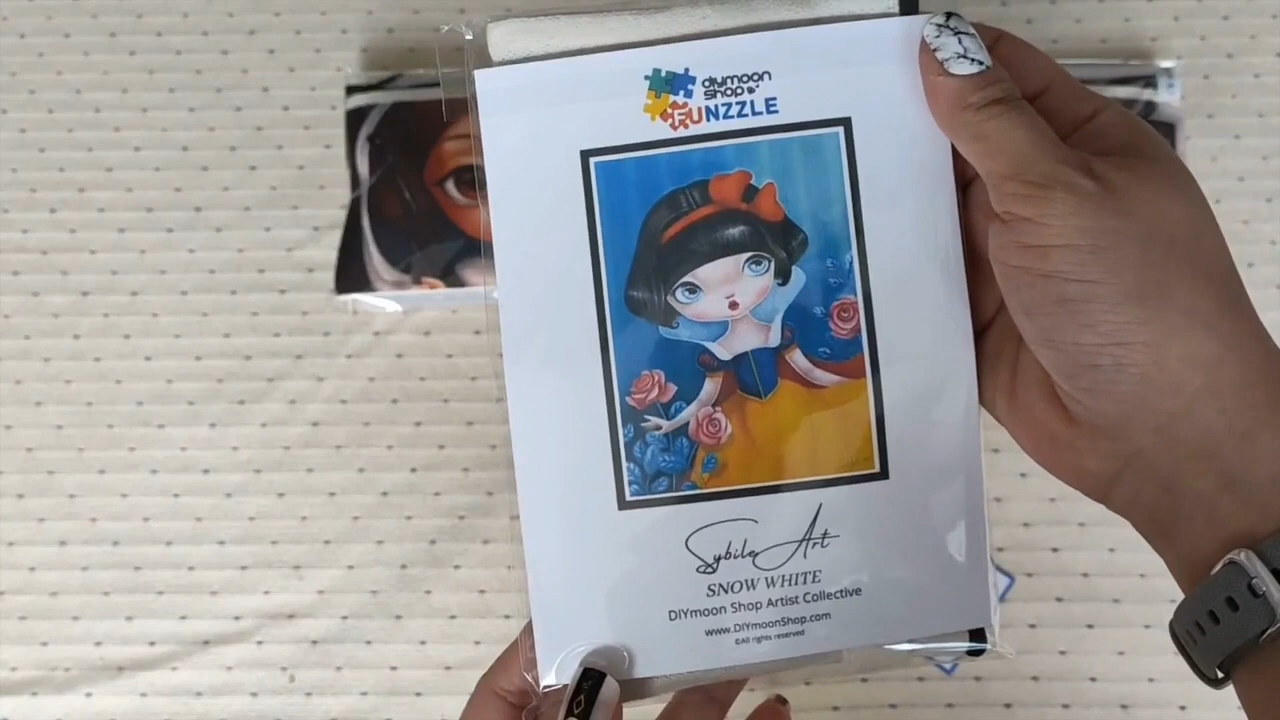 diymoon
shop
FUNZZLE
Sybile Art
SNOW WHITE
DIYmoon Shop Artist Collective
www.DIYmoonShop.com
©All rights reserved